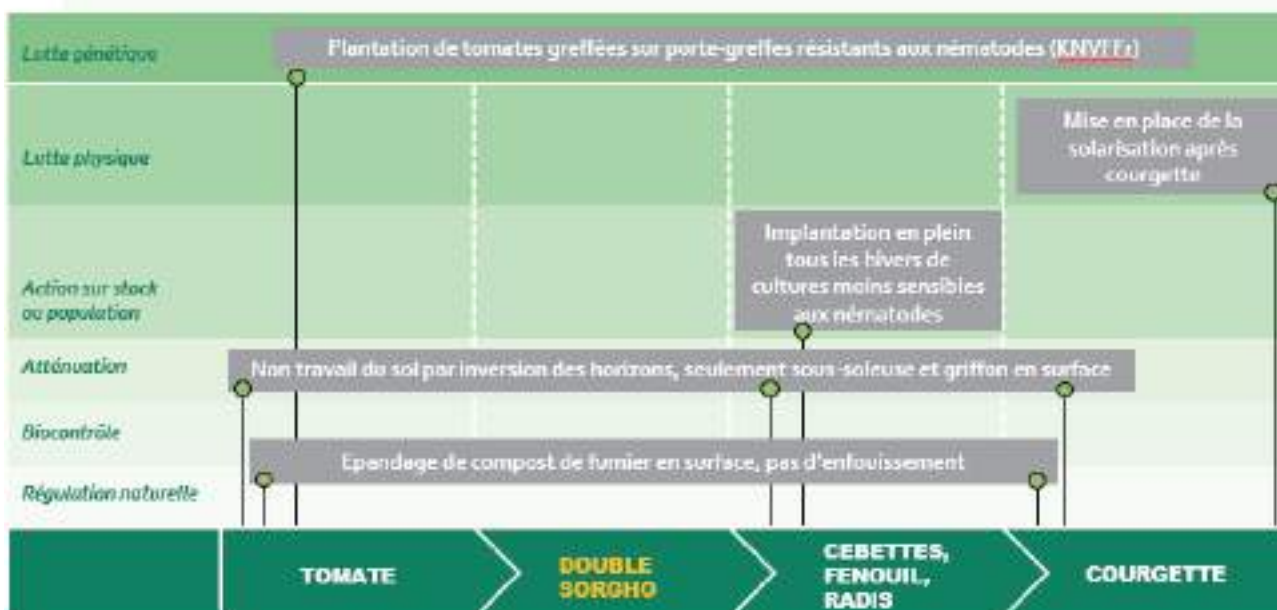 Lutte génétique
Plantation de tomates greffées sur porte-greffes résistants aux nématodes (KNVFFr)
Lutte physique
Mise en place de la
solarisation après
courgette
Action sur stock
ou population
Implantation en plein
tous les hivers de
cultures moins sensibles
aux nématodes
Atténuation
Non travail du sol par inversion des horizons, seulement sous-soleuse et griffon en surface
Biocontrôle
Epandage de compost de fumier en surface, pas d'enfouissement
Régulation naturelle
TOMATE
DOUBLE
SORGHO
CEBETTES,
FENOUIL,
RADIS
COURGETTE